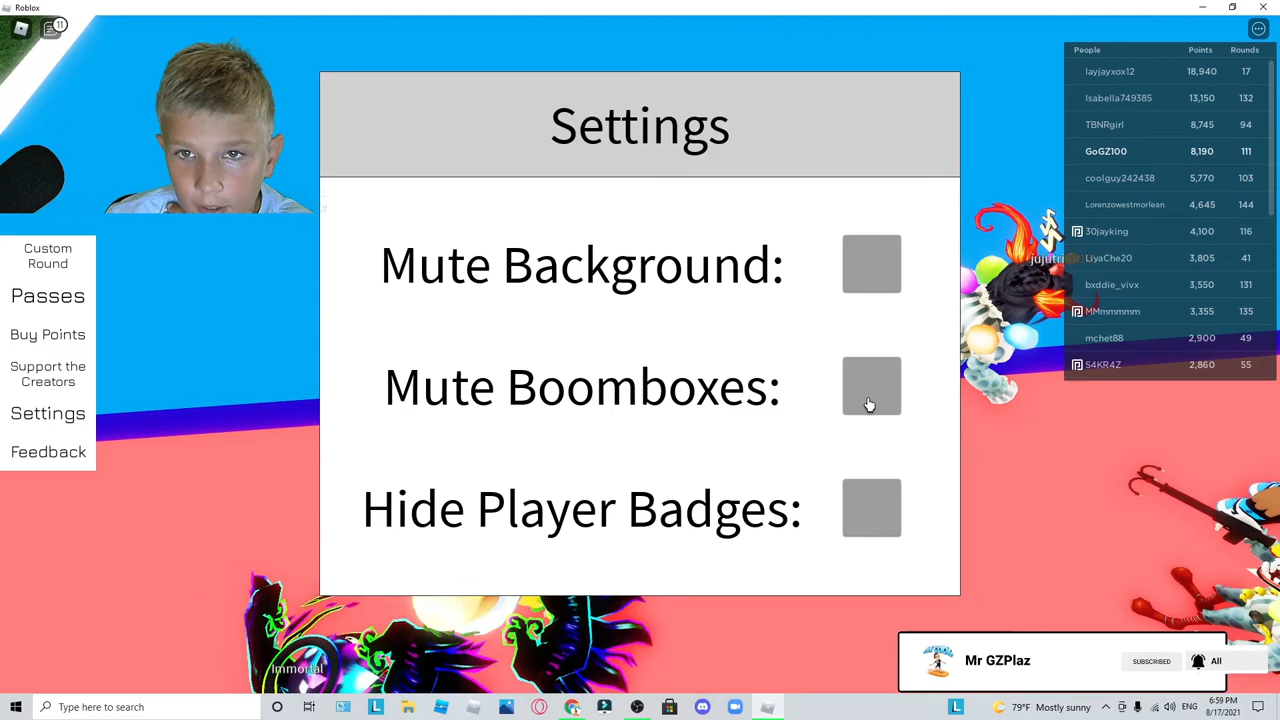 Roblox
11
Custom
Round
Passes
Buy Points
Support the
Creators
Settings
Feedback
Settings
Mute Background:
Mute Boomboxes:
Hide Player Badges:
People Points Rounds
layjayxox12 18,940 17
Isabella749385 13,150 132
TBNRgirl 8,745 94
GoGZ100 8,190 111
coolguy242438 5,770 103
Lorenzowestmorlean 4,645 144
30jayking 4,100 116
LiyaChe20 3,805 41
bxddie_vivx 3,550 131
MMmmmmm 3,355 135
mchet88 2,900 49
S4KR4Z 2,860 55
jujutri
Immortal
Mr GZPlaz
SUBSCRIBED
All
Type here to search
79°F Mostly sunny
ENG
6:59 PM
8/17/2021